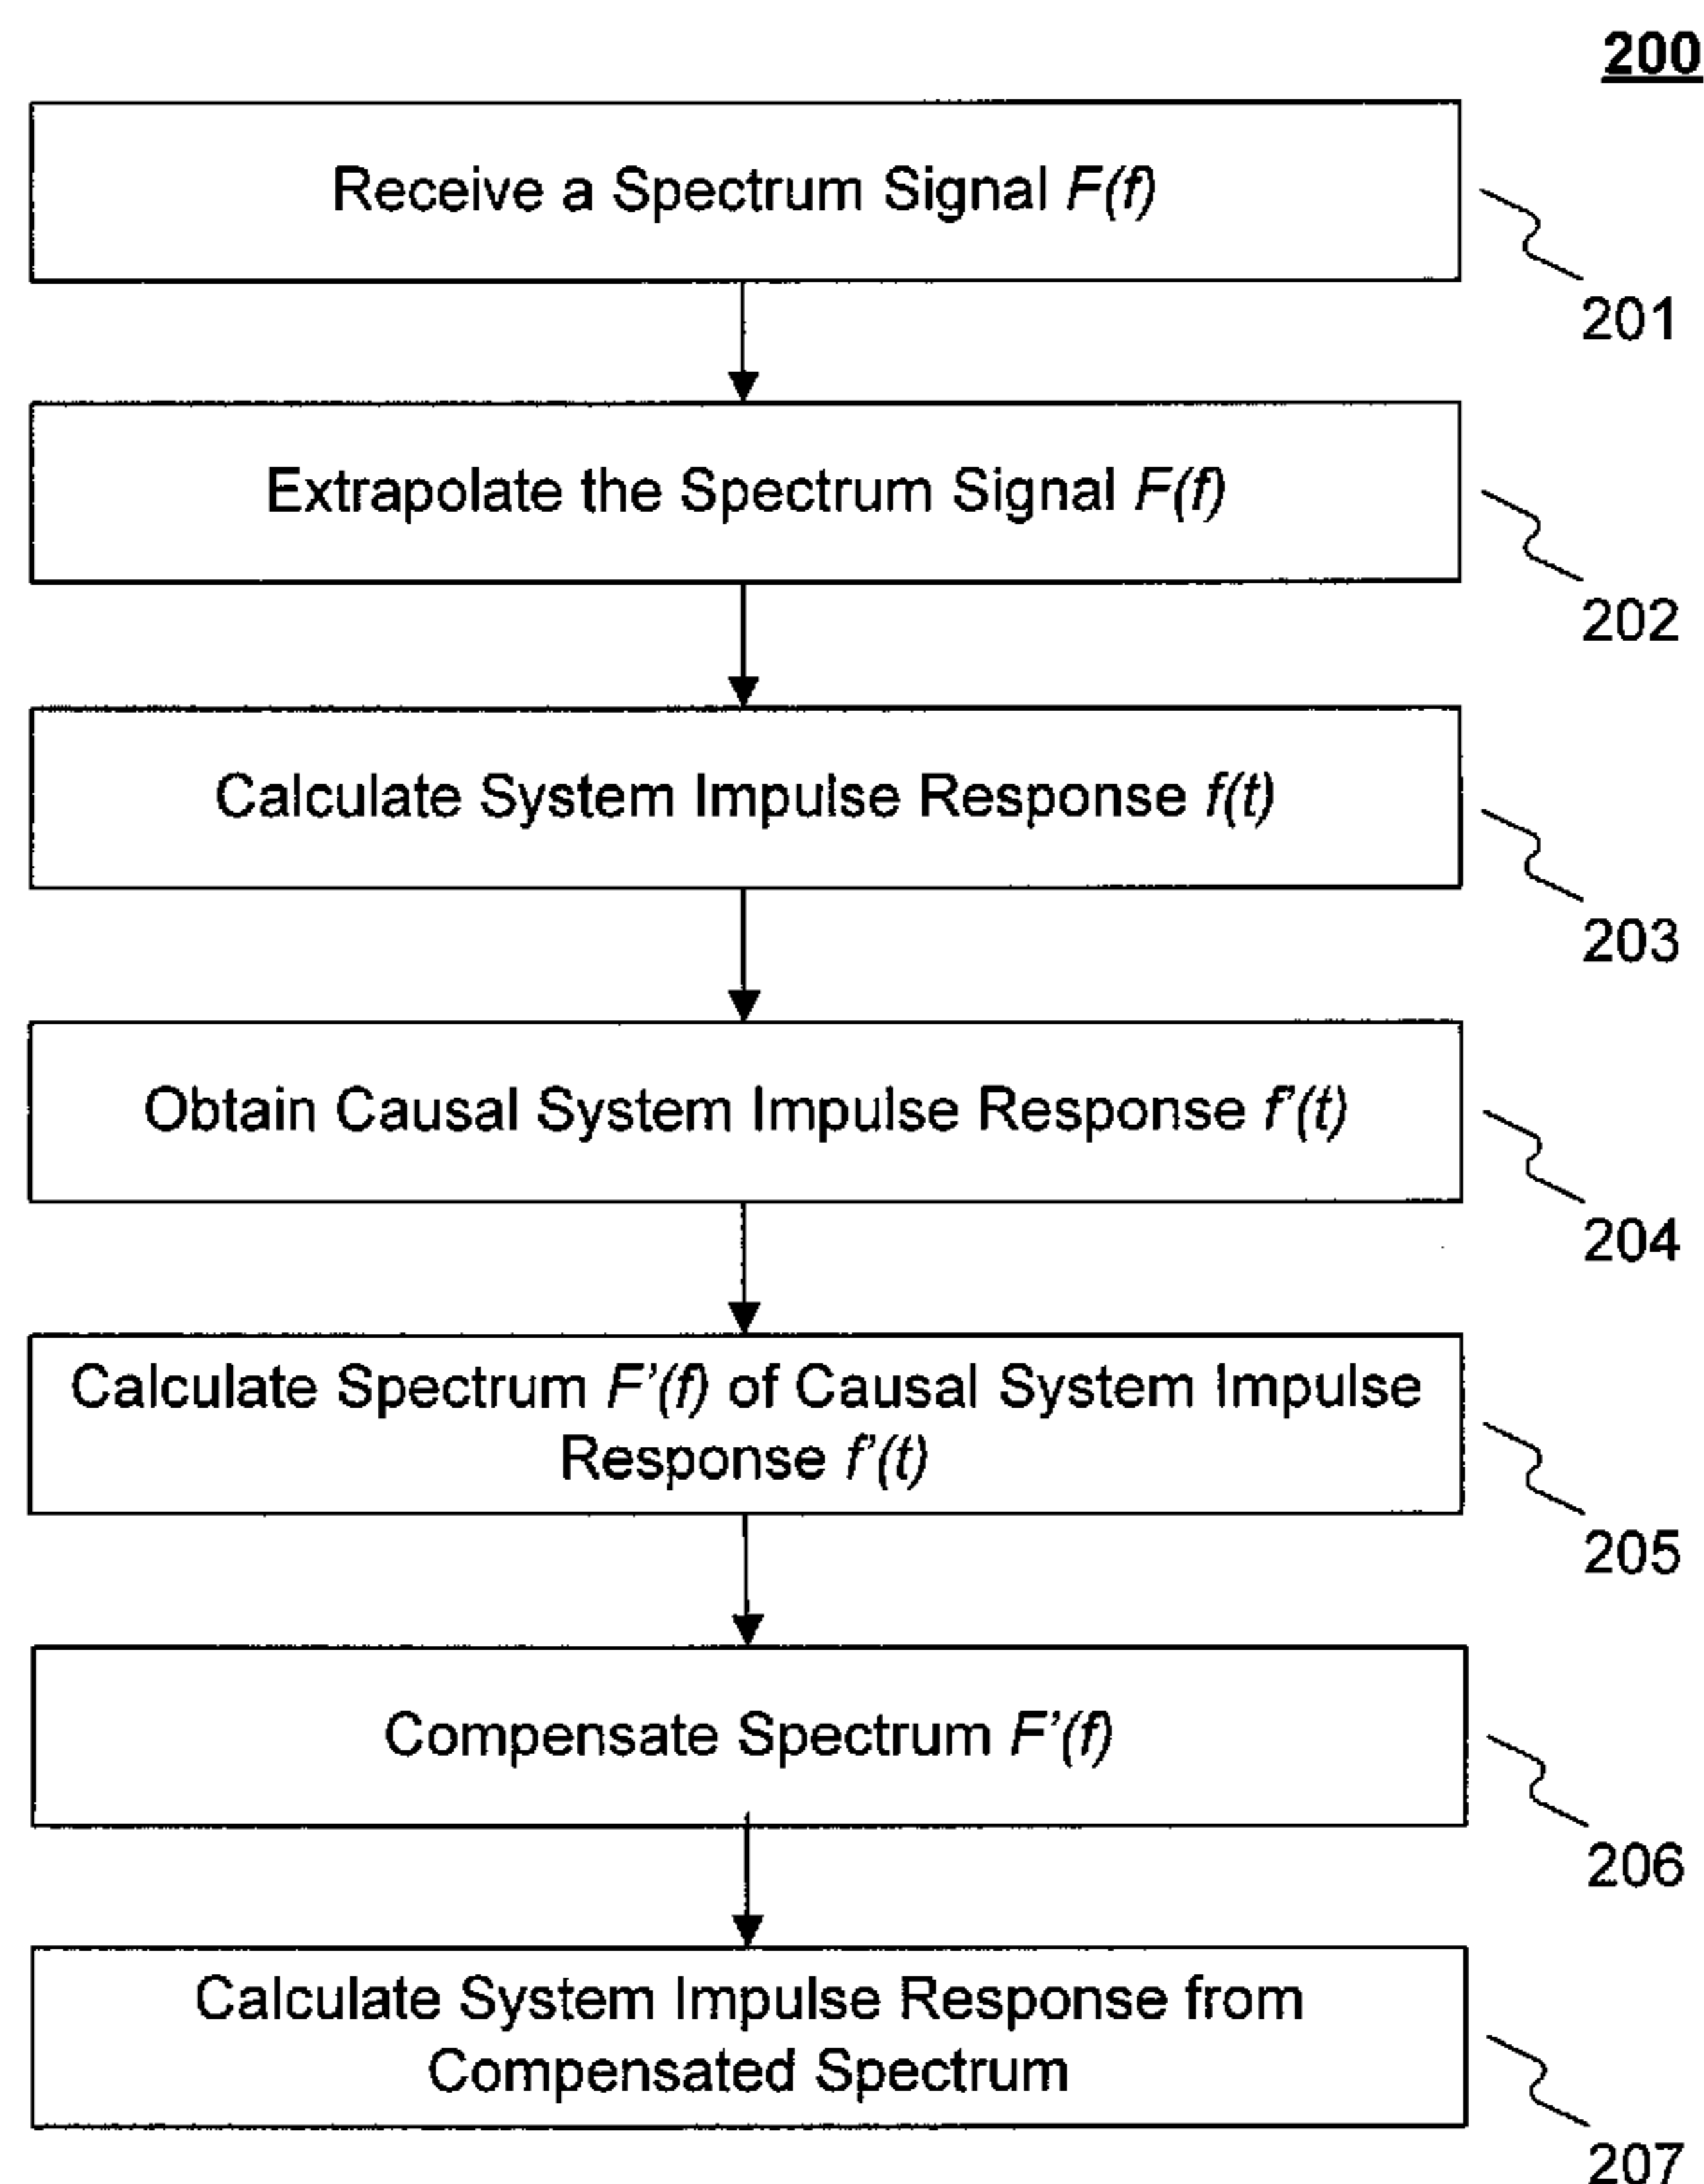 200
Receive a Spectrum Signal F(f)
201
Extrapolate the Spectrum Signal F(f)
202
Calculate System Impulse Response f(t)
203
Obtain Causal System Impulse Response f'(t)
204
Calculate Spectrum F'(f) of Causal System Impulse
Response f'(t)
205
Compensate Spectrum F'(f)
206
Calculate System Impulse Response from
Compensated Spectrum
207